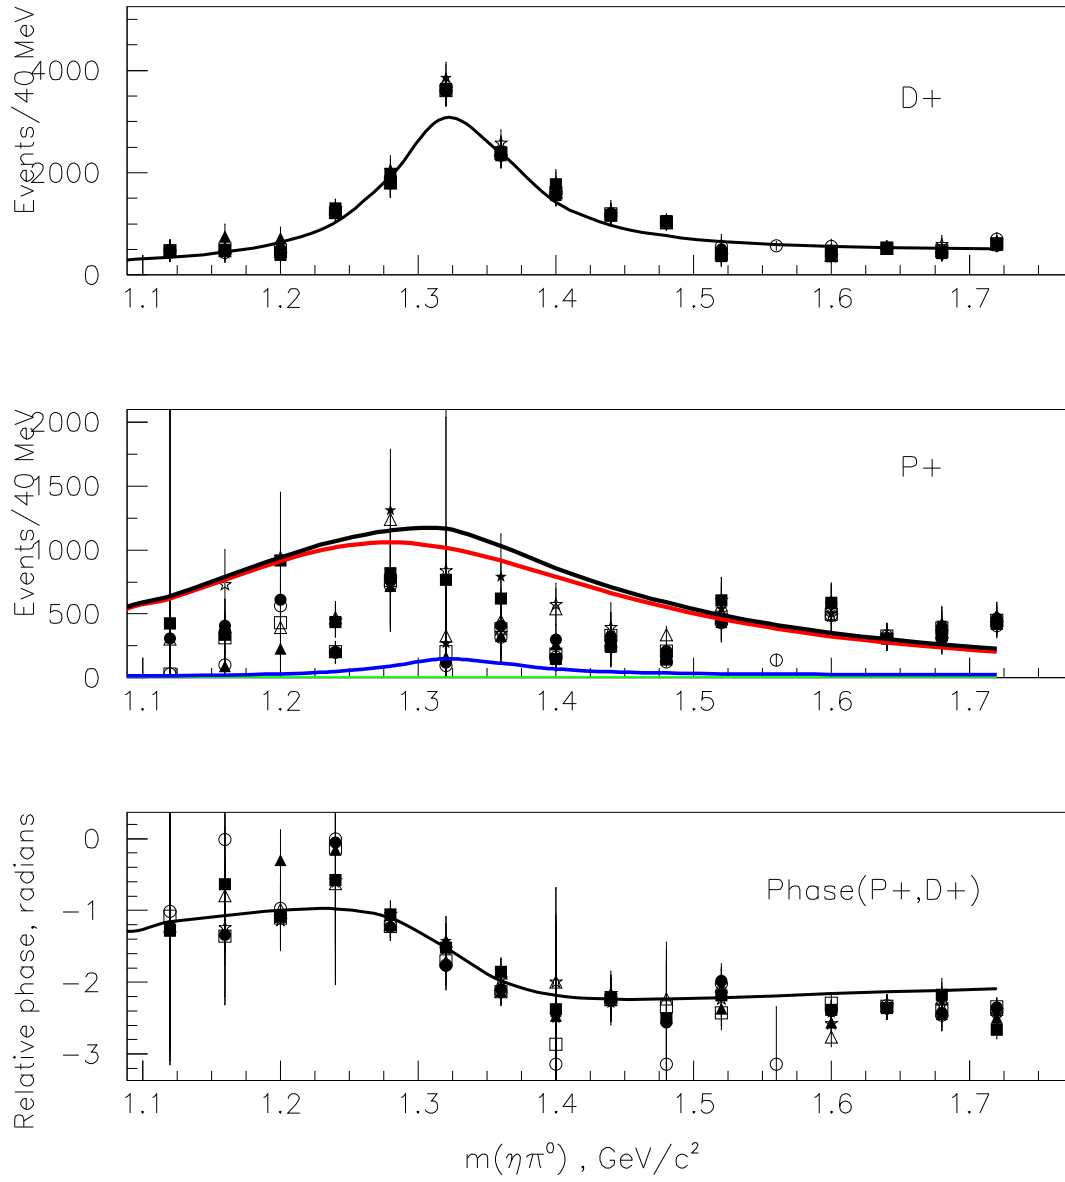 Events/40 MeV
4000
2000
0
D+
1.1 1.2 1.3 1.4 1.5 1.6 1.7
Events/40 MeV
2000
1500
1000
500
0
P+
1.1 1.2 1.3 1.4 1.5 1.6 1.7
Relative phase, radians
0
−1
−2
−3
Phase(P+,D+)
1.1 1.2 1.3 1.4 1.5 1.6 1.7
m(ηπ⁰) , GeV/c²